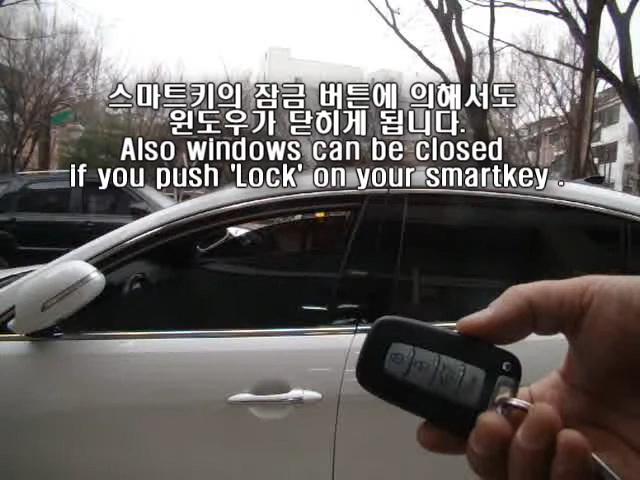 스마트키의 잠금 버튼에 의해서도
윈도우가 닫히게 됩니다.
Also windows can be closed
if you push 'Lock' on your smartkey .